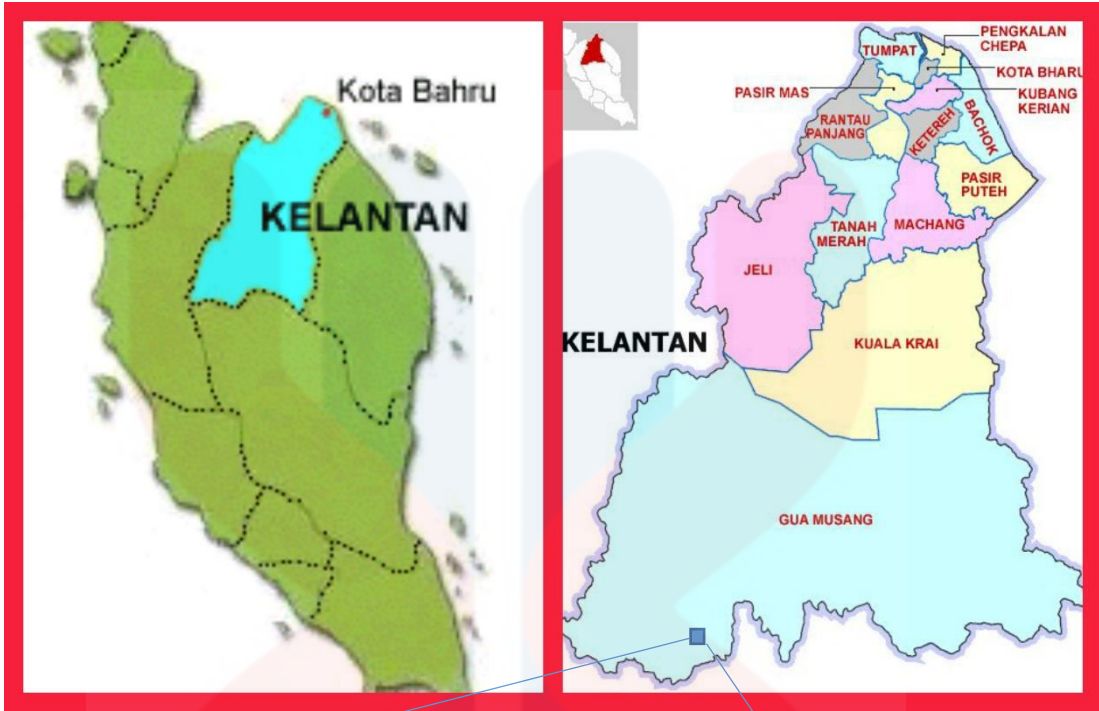 Kota Bahru
KELANTAN
TUMPAT
PENGKALAN
CHEPA
KOTA BHARU
PASIR MAS
KUBANG
KERIAN
RANTAU
PANJANG
KETEREH
BACHOK
PASIR
PUTEH
TANAH
MERAH
MACHANG
JELI
KELANTAN
KUALA KRAI
GUA MUSANG